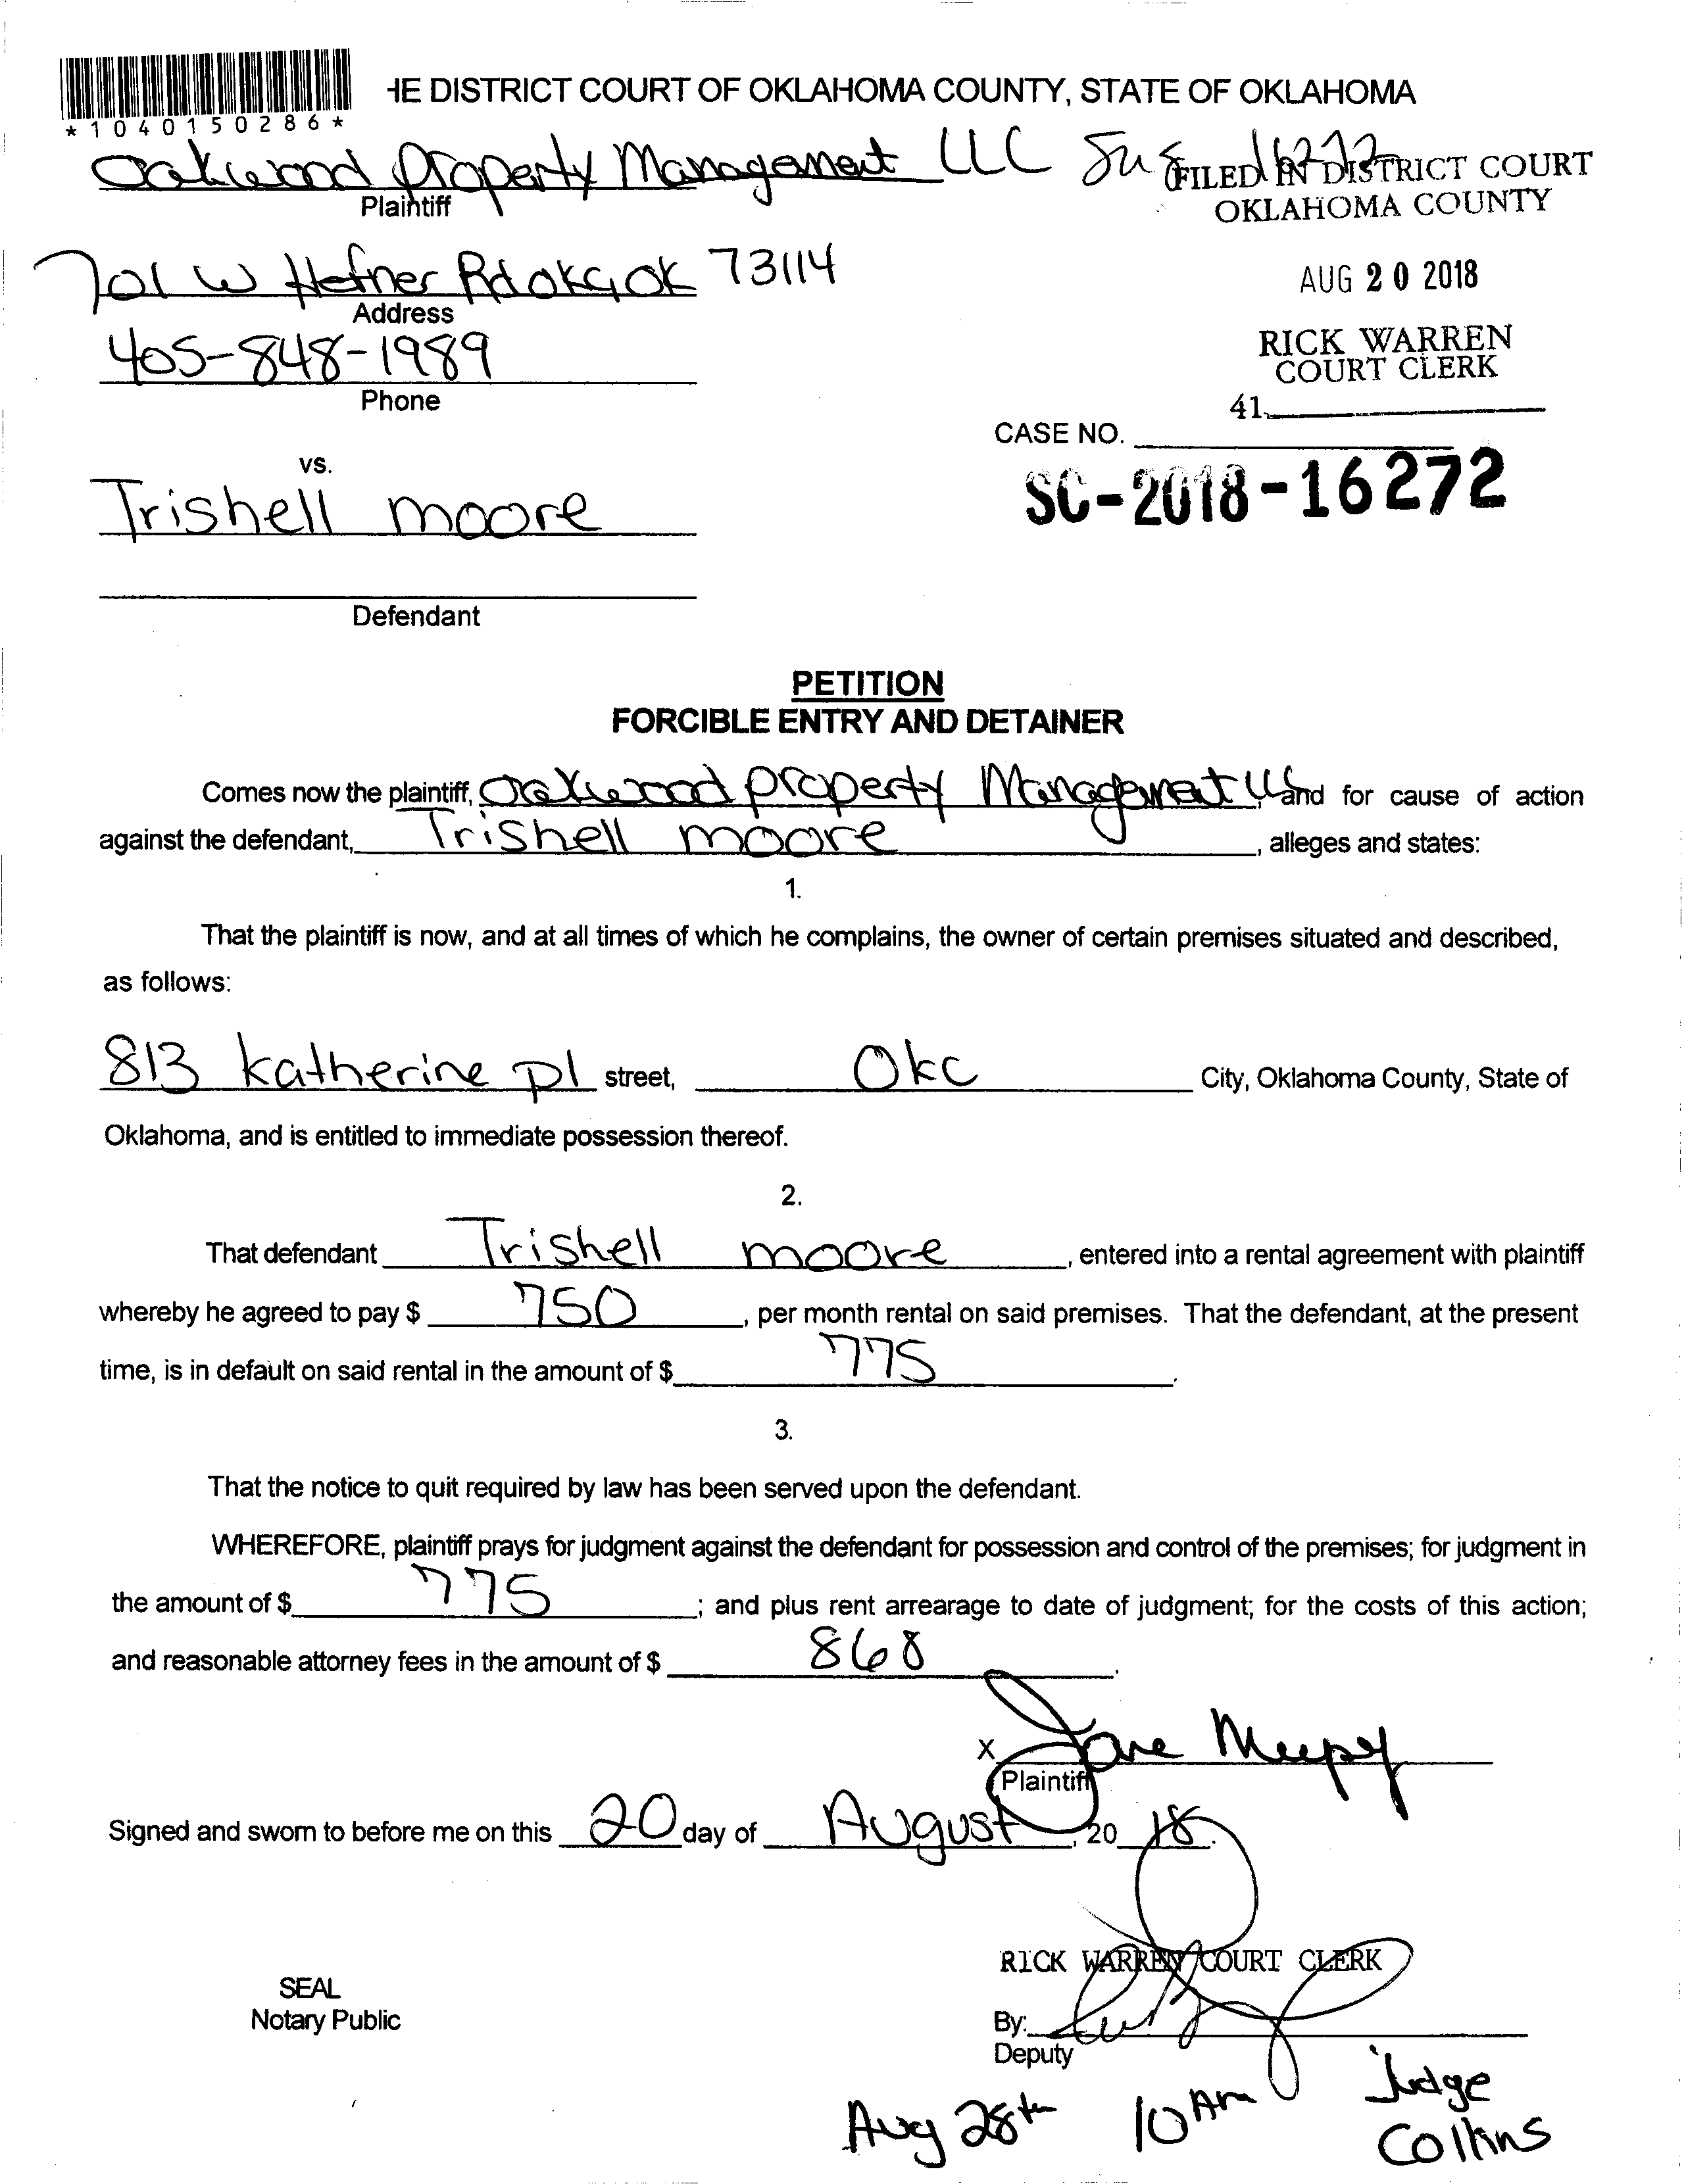 HE DISTRICT COURT OF OKLAHOMA COUNTY, STATE OF OKLAHOMA
*1040150286*
Oakwood Property Management LLC
FILED IN DISTRICT COURT
OKLAHOMA COUNTY
Plaintiff
701 W Hefner Rd OKC, OK 73114
AUG 20 2018
Address
405-848-1989
RICK WARREN
COURT CLERK
Phone
41
CASE NO.
SC-2018-16272
vs.
Trishell moore
Defendant
PETITION
FORCIBLE ENTRY AND DETAINER
Comes now the plaintiff, Oakwood property Management LLC, and for cause of action
against the defendant, Trishell moore, alleges and states:
1.
That the plaintiff is now, and at all times of which he complains, the owner of certain premises situated and described,
as follows:
813 katherine pl street, Okc City, Oklahoma County, State of
Oklahoma, and is entitled to immediate possession thereof.
2.
That defendant Trishell moore, entered into a rental agreement with plaintiff
whereby he agreed to pay $ 750, per month rental on said premises. That the defendant, at the present
time, is in default on said rental in the amount of $ 775.
3.
That the notice to quit required by law has been served upon the defendant.
WHEREFORE, plaintiff prays for judgment against the defendant for possession and control of the premises; for judgment in
the amount of $ 775; and plus rent arrearage to date of judgment; for the costs of this action;
and reasonable attorney fees in the amount of $ 868.
X Jane
Plaintiff
Signed and sworn to before me on this 20 day of August, 20 18.
RICK WARREN COURT CLERK
SEAL
Notary Public
By:
Deputy
Aug 28th 10 Am Judge
Collins